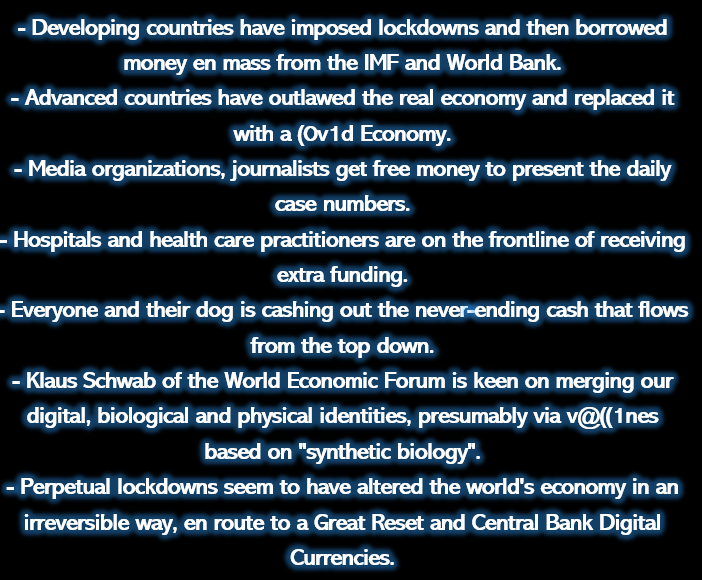 - Developing countries have imposed lockdowns and then borrowed
money en mass from the IMF and World Bank.
- Advanced countries have outlawed the real economy and replaced it
with a (0v1d Economy.
- Media organizations, journalists get free money to present the daily
case numbers.
- Hospitals and health care practitioners are on the frontline of receiving
extra funding.
- Everyone and their dog is cashing out the never-ending cash that flows
from the top down.
- Klaus Schwab of the World Economic Forum is keen on merging our
digital, biological and physical identities, presumably via v@((1nes
based on "synthetic biology".
- Perpetual lockdowns seem to have altered the world's economy in an
irreversible way, en route to a Great Reset and Central Bank Digital
Currencies.